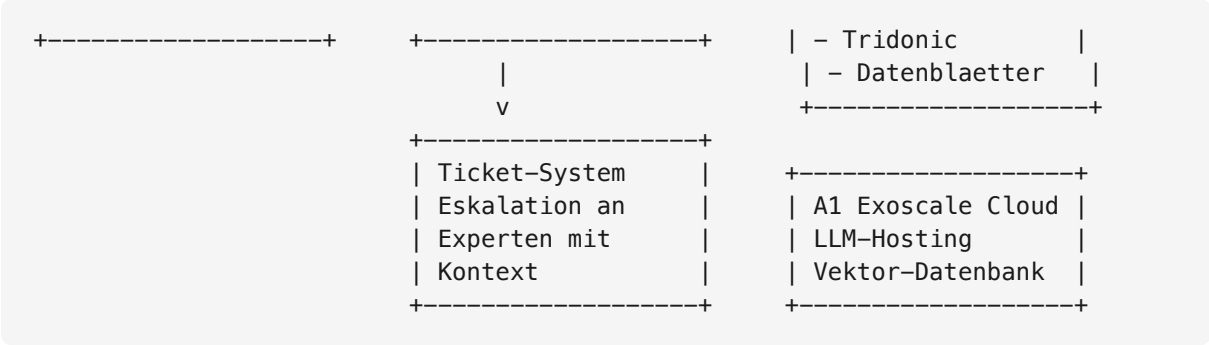 +-------------------+     +-------------------+     | - Tridonic        |
                               |                    | - Datenblaetter   |
                               v                    +-------------------+
                          +-------------------+
                          | Ticket-System     |     +-------------------+
                          | Eskalation an     |     | A1 Exoscale Cloud |
                          | Experten mit      |     | LLM-Hosting       |
                          | Kontext           |     | Vektor-Datenbank  |
                          +-------------------+     +-------------------+